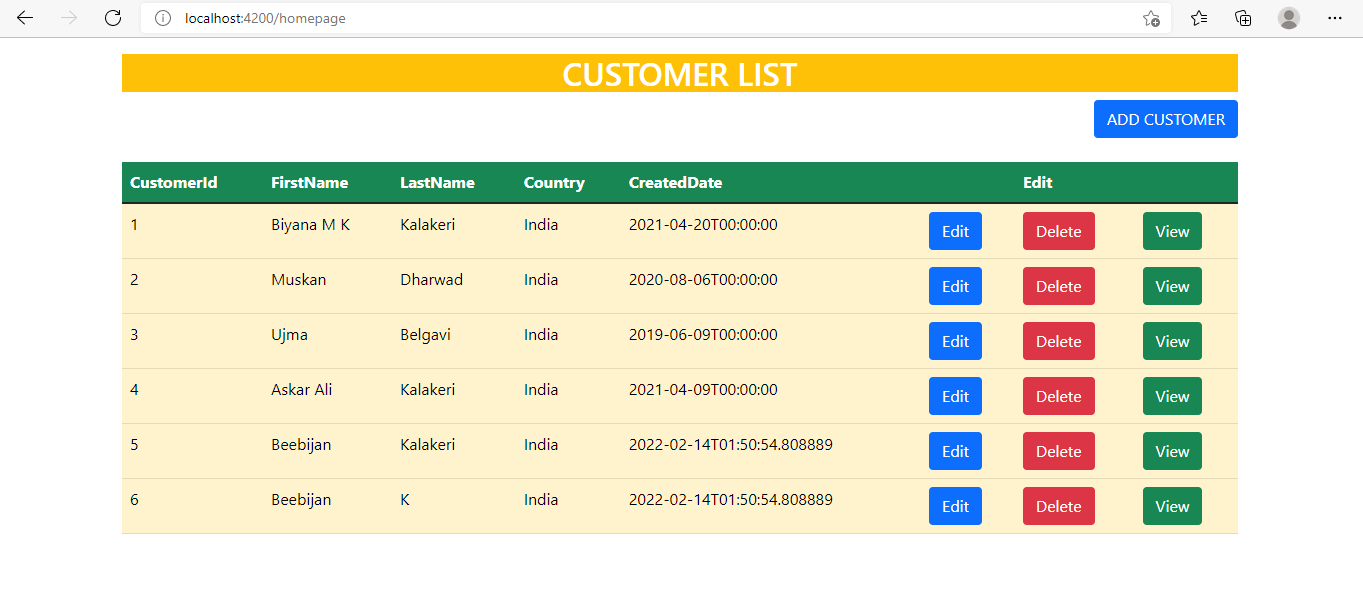 localhost:4200/homepage
CUSTOMER LIST
ADD CUSTOMER
CustomerId FirstName LastName Country CreatedDate Edit
1 Biyana M K Kalakeri India 2021-04-20T00:00:00 Edit Delete View
2 Muskan Dharwad India 2020-08-06T00:00:00 Edit Delete View
3 Ujma Belgavi India 2019-06-09T00:00:00 Edit Delete View
4 Askar Ali Kalakeri India 2021-04-09T00:00:00 Edit Delete View
5 Beebijan Kalakeri India 2022-02-14T01:50:54.808889 Edit Delete View
6 Beebijan K India 2022-02-14T01:50:54.808889 Edit Delete View